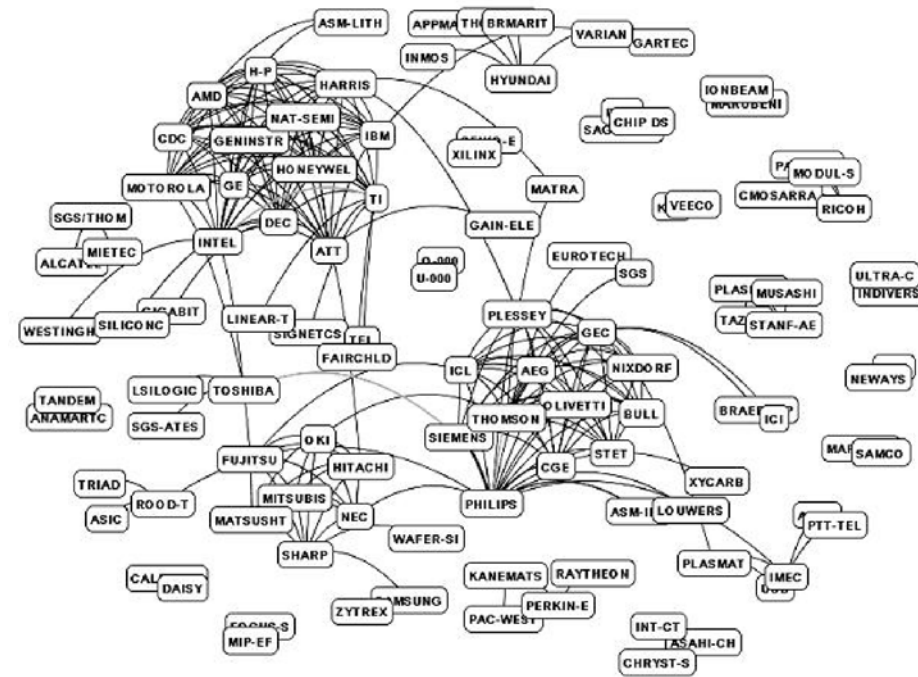 ASM-LITH
BRMARIT
VARIAN
GARTEC
INMOS
HYUNDAI
H-P
HARRIS
AMD
NAT-SEMI
IBM
CDC
GENINSTR
HONEYWEL
MOTOROLA
GE
TI
DEC
INTEL
ATT
XILINX
MATRA
GAIN-ELE
IONBEAM
MARUBENI
CHIP DS
MODUL-S
CMOSARRA
RICOH
VEECO
SGS/THOM
MIETEC
WESTINGH
SILICONC
LINEAR-T
SIGNETCS
FAIRCHLD
U-000
EUROTECH
SGS
PLESSEY
GEC
ICL
AEG
NIXDORF
THOMSON
OLIVETTI
BULL
SIEMENS
STET
CGE
PHILIPS
XYCARB
MUSASHI
STANF-AE
ULTRA-C
INDIVERS
NEWAYS
ICI
SAMCO
TANDEM
ANAMARTC
LSILOGIC
TOSHIBA
SGS-ATES
OKI
FUJITSU
HITACHI
TRIAD
ROOD-T
MITSUBIS
ASIC
MATSUSHT
NEC
SHARP
WAFER-SI
LOUWERS
PTT-TEL
PLASMAT
IMEC
DAISY
ZYTREX
KANEMATS
RAYTHEON
PERKIN-E
PAC-WEST
MIP-EF
INT-CT
ASAHI-CH
CHRYST-S